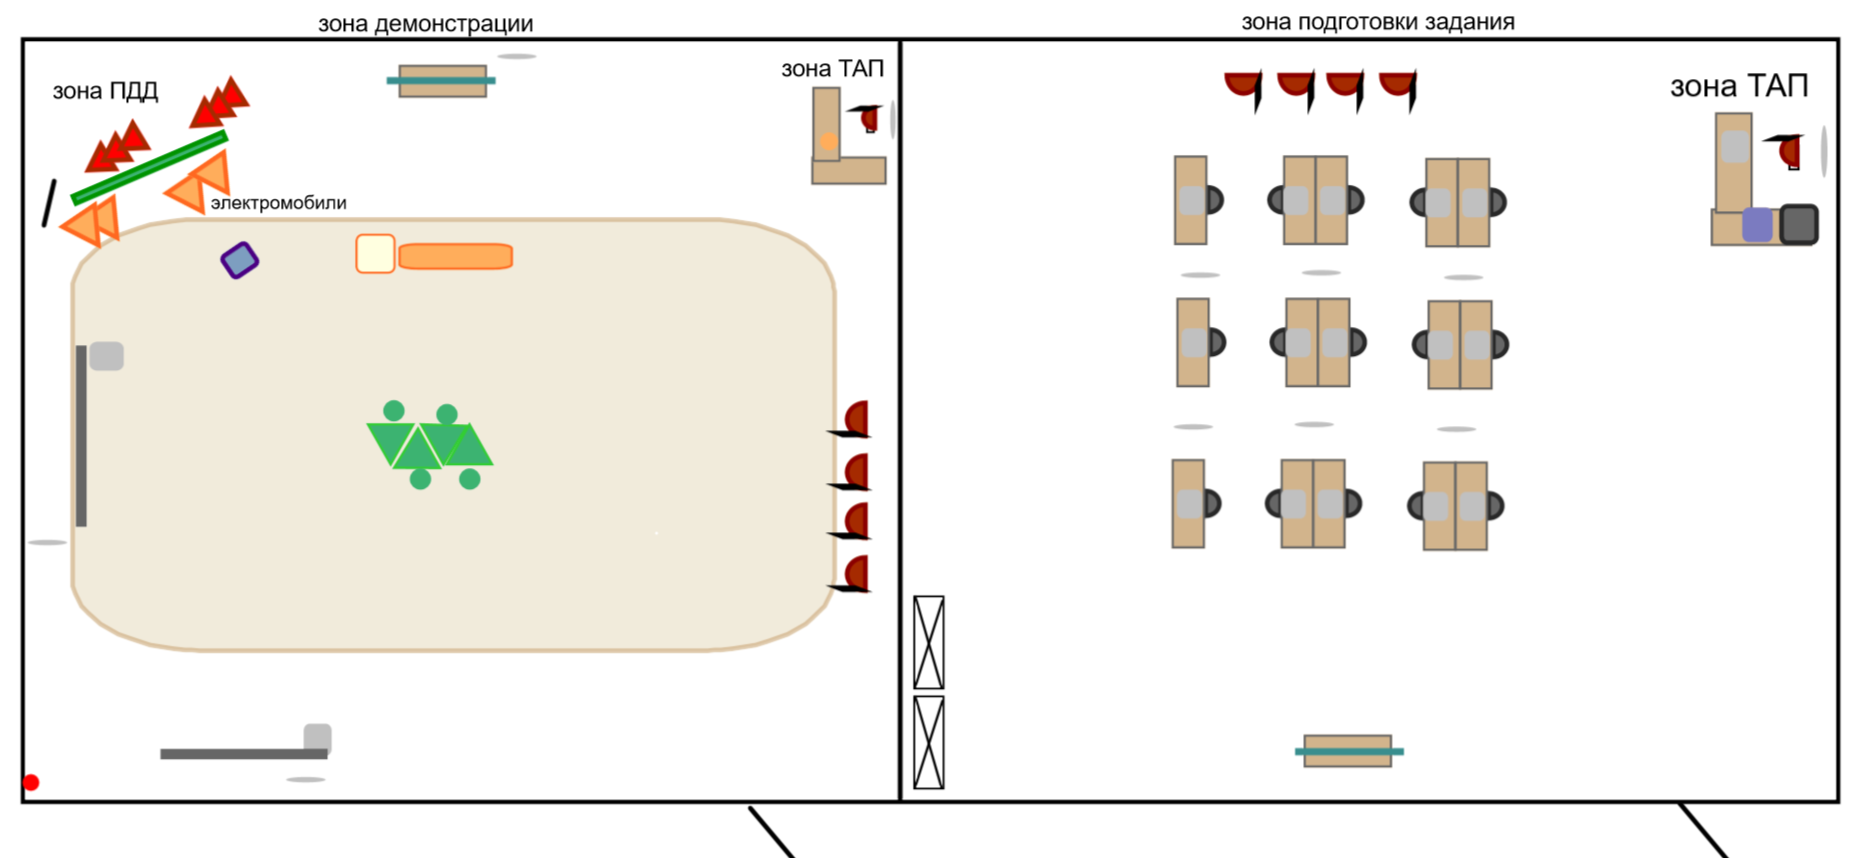 зона демонстрации
зона подготовки задания
зона ТАП
зона ПДД
зона ТАП
электромобили